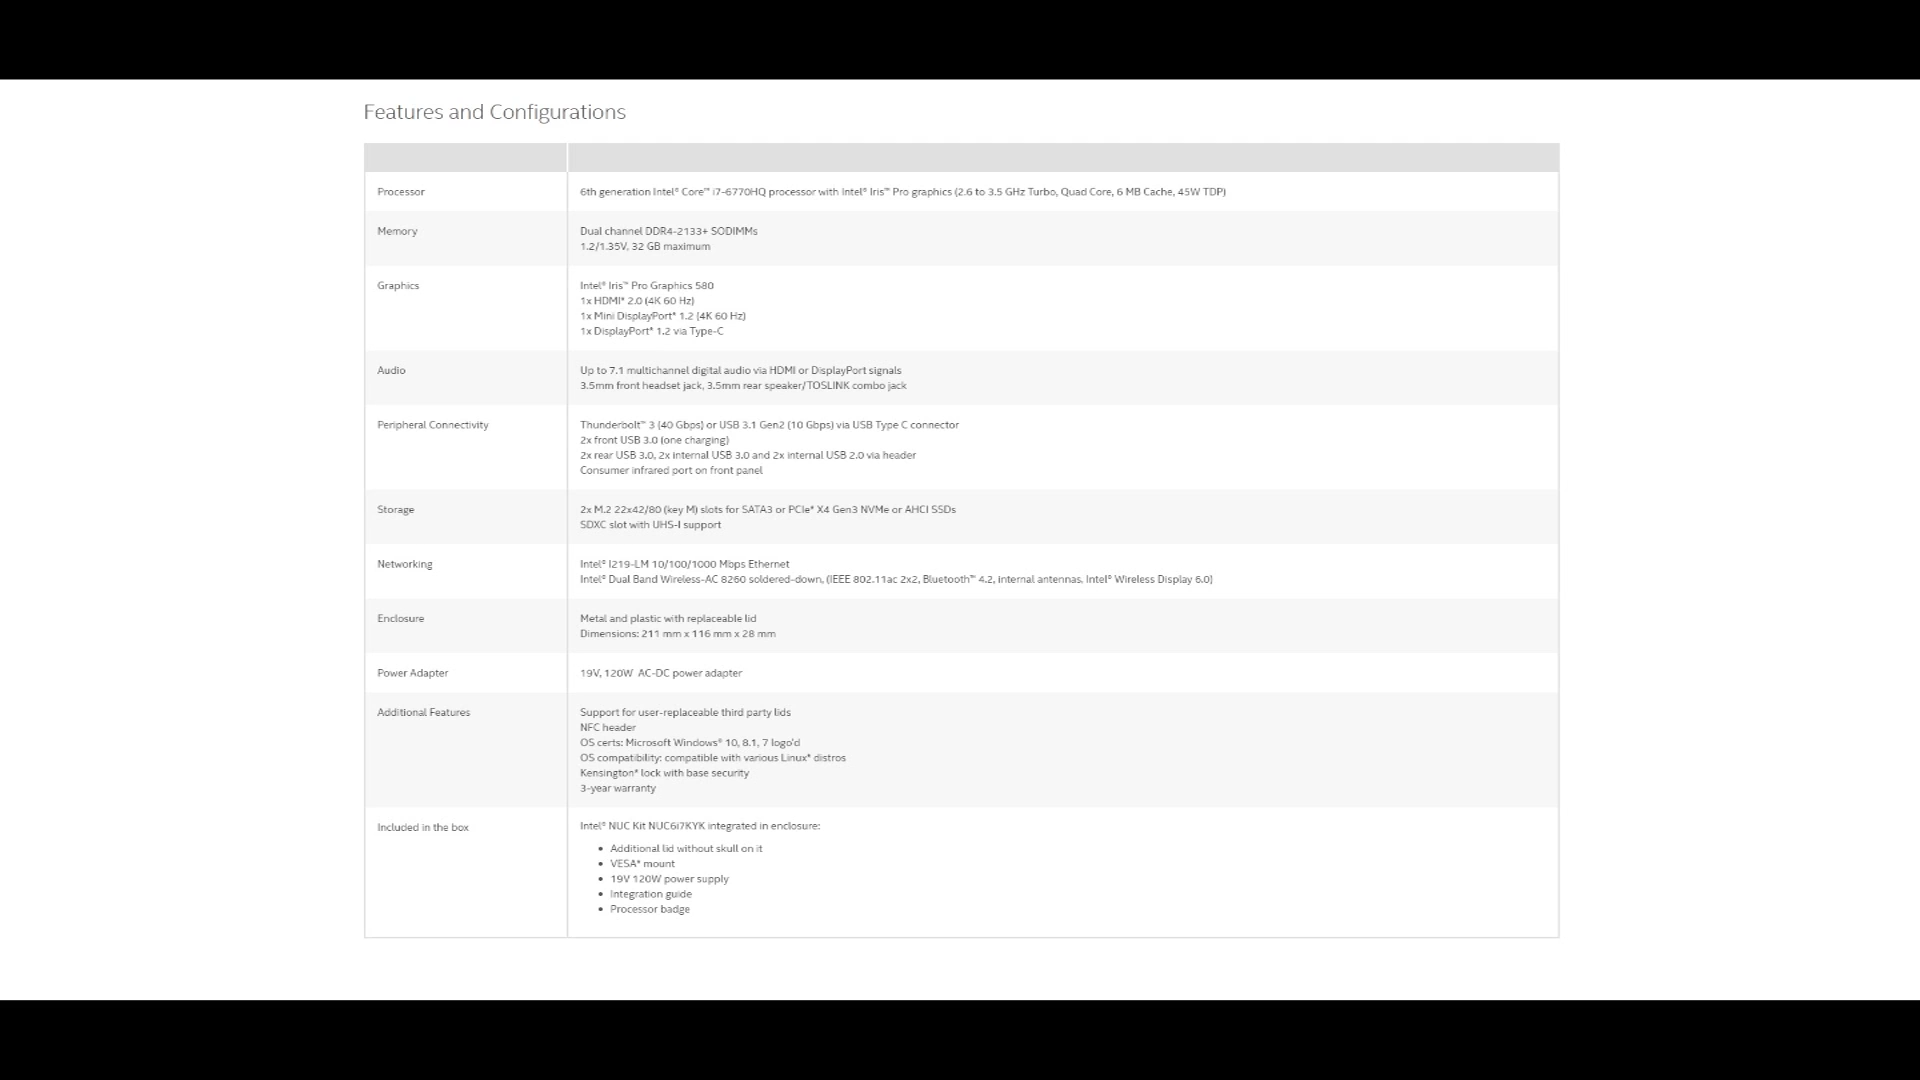 Features and Configurations
Processor
6th generation Intel® Core™ i7-6770HQ processor with Intel® Iris™ Pro graphics (2.6 to 3.5 GHz Turbo, Quad Core, 6 MB Cache, 45W TDP)
Memory
Dual channel DDR4-2133+ SODIMMs
1.2/1.35V, 32 GB maximum
Graphics
Intel® Iris™ Pro Graphics 580
1x HDMI* 2.0 (4K 60 Hz)
1x Mini DisplayPort* 1.2 (4K 60 Hz)
1x DisplayPort* 1.2 via Type-C
Audio
Up to 7.1 multichannel digital audio via HDMI or DisplayPort signals
3.5mm front headset jack, 3.5mm rear speaker/TOSLINK combo jack
Peripheral Connectivity
Thunderbolt™ 3 (40 Gbps) or USB 3.1 Gen2 (10 Gbps) via USB Type C connector
2x front USB 3.0 (one charging)
2x rear USB 3.0, 2x internal USB 3.0 and 2x internal USB 2.0 via header
Consumer infrared port on front panel
Storage
2x M.2 22x42/80 (key M) slots for SATA3 or PCIe* X4 Gen3 NVMe or AHCI SSDs
SDXC slot with UHS-I support
Networking
Intel® I219-LM 10/100/1000 Mbps Ethernet
Intel® Dual Band Wireless-AC 8260 soldered-down, (IEEE 802.11ac 2x2, Bluetooth™ 4.2, internal antennas, Intel® Wireless Display 6.0)
Enclosure
Metal and plastic with replaceable lid
Dimensions: 211 mm x 116 mm x 28 mm
Power Adapter
19V, 120W AC-DC power adapter
Additional Features
Support for user-replaceable third party lids
NFC header
OS certs: Microsoft Windows® 10, 8.1, 7 logo'd
OS compatibility: compatible with various Linux* distros
Kensington* lock with base security
3-year warranty
Included in the box
Intel® NUC Kit NUC6i7KYK integrated in enclosure:
• Additional lid without skull on it
• VESA* mount
• 19V 120W power supply
• Integration guide
• Processor badge